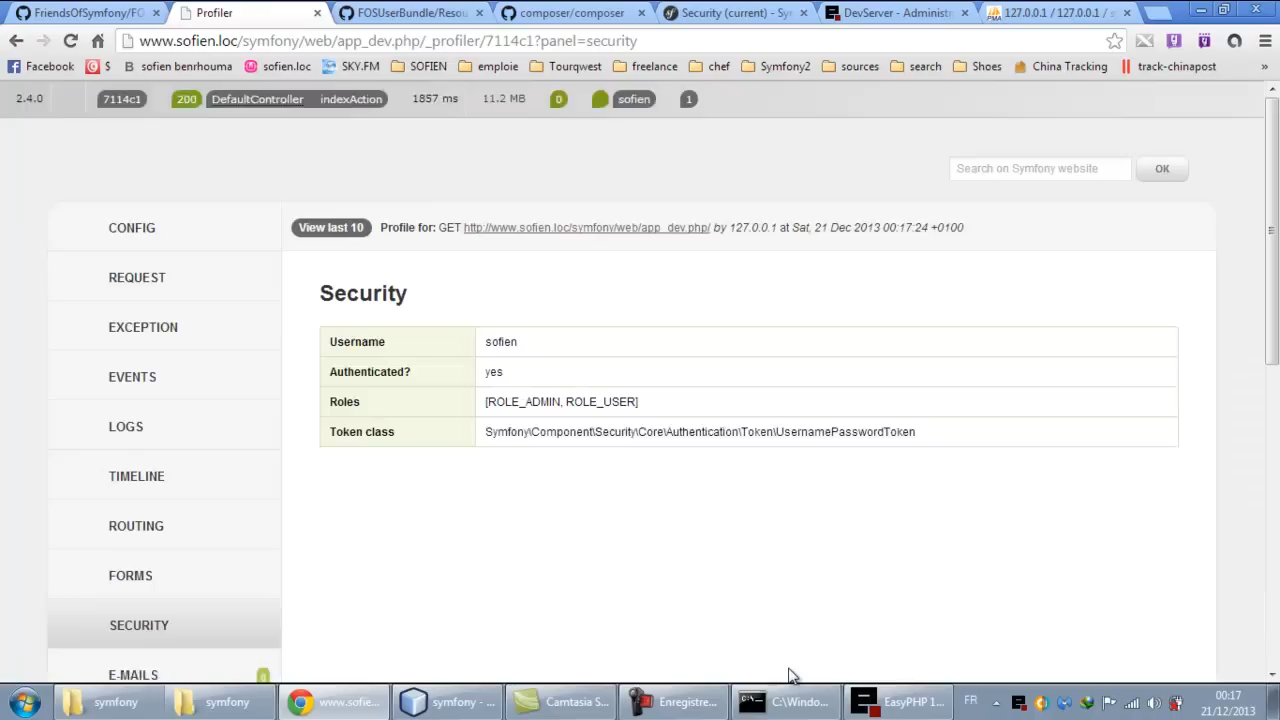 FriendsOfSymfony/FO
Profiler
FOSUserBundle/Resou
composer/composer
Security (current) - Sy
DevServer - Administ
127.0.0.1 / 127.0.0.1 / s
www.sofien.loc/symfony/web/app_dev.php/_profiler/7114c1?panel=security
Facebook
$
sofien benrhouma
sofien.loc
SKY.FM
SOFIEN
emploie
Tourqwest
freelance
chef
Symfony2
sources
search
Shoes
China Tracking
track-chinapost
»
2.4.0
7114c1
200
DefaultController
indexAction
1857 ms
11.2 MB
0
sofien
1
Search on Symfony website
OK
CONFIG
REQUEST
EXCEPTION
EVENTS
LOGS
TIMELINE
ROUTING
FORMS
SECURITY
E-MAILS
0
View last 10
Profile for: GET http://www.sofien.loc/symfony/web/app_dev.php/ by 127.0.0.1 at Sat, 21 Dec 2013 00:17:24 +0100
Security
Username sofien
Authenticated? yes
Roles [ROLE_ADMIN, ROLE_USER]
Token class Symfony\Component\Security\Core\Authentication\Token\UsernamePasswordToken
symfony
symfony
www.sofie...
symfony - ...
Camtasia S...
Enregistre...
C:\Windo...
EasyPHP 1...
FR
00:17
21/12/2013